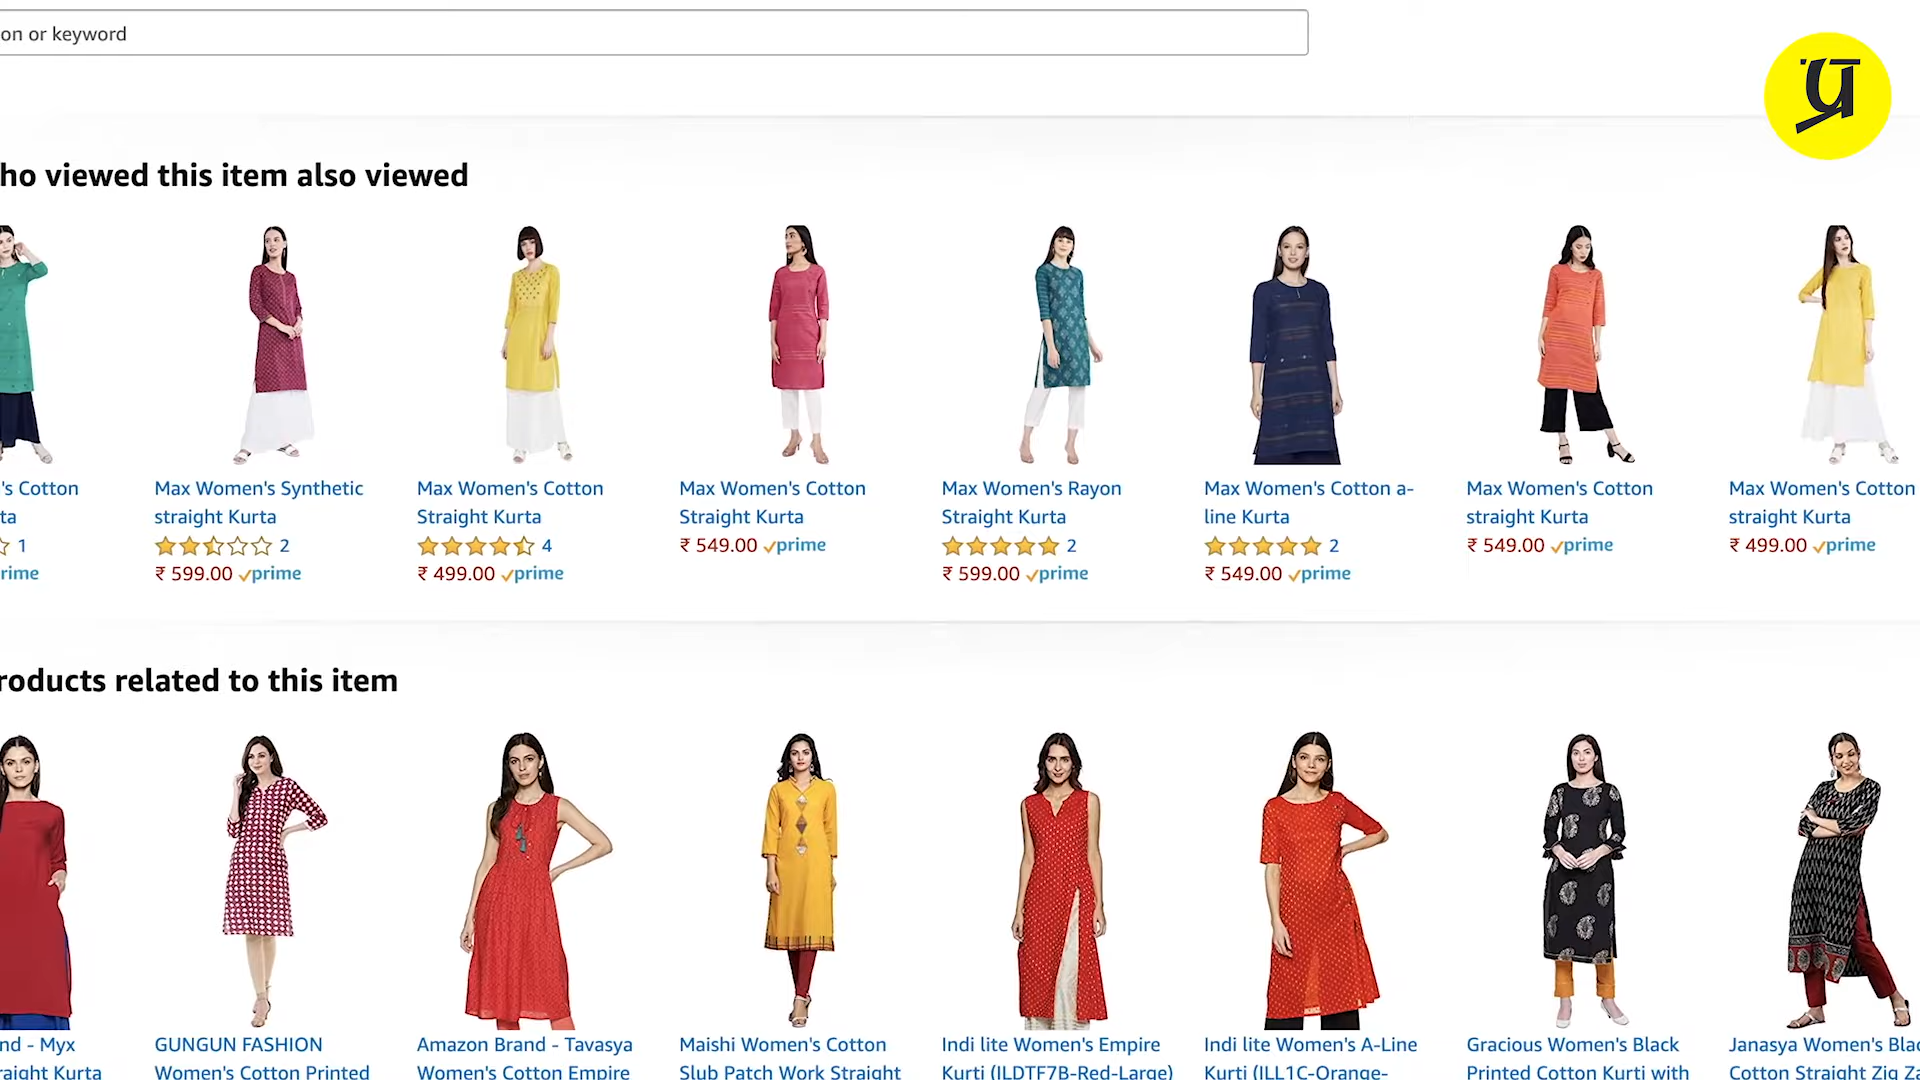 on or keyword
प्र
ho viewed this item also viewed
's Cotton
ta
1
rime
Max Women's Synthetic
straight Kurta
2
₹ 599.00 prime
Max Women's Cotton
Straight Kurta
4
₹ 499.00 prime
Max Women's Cotton
Straight Kurta
₹ 549.00 prime
Max Women's Rayon
Straight Kurta
2
₹ 599.00 prime
Max Women's Cotton a-
line Kurta
2
₹ 549.00 prime
Max Women's Cotton
straight Kurta
₹ 549.00 prime
Max Women's Cotton
straight Kurta
₹ 499.00 prime
roducts related to this item
nd - Myx
raight Kurta
GUNGUN FASHION
Women's Cotton Printed
Amazon Brand - Tavasya
Women's Cotton Empire
Maishi Women's Cotton
Slub Patch Work Straight
Indi lite Women's Empire
Kurti (ILDTF7B-Red-Large)
Indi lite Women's A-Line
Kurti (ILL1C-Orange-
Gracious Women's Black
Printed Cotton Kurti with
Janasya Women's Blac
Cotton Straight Zig Za